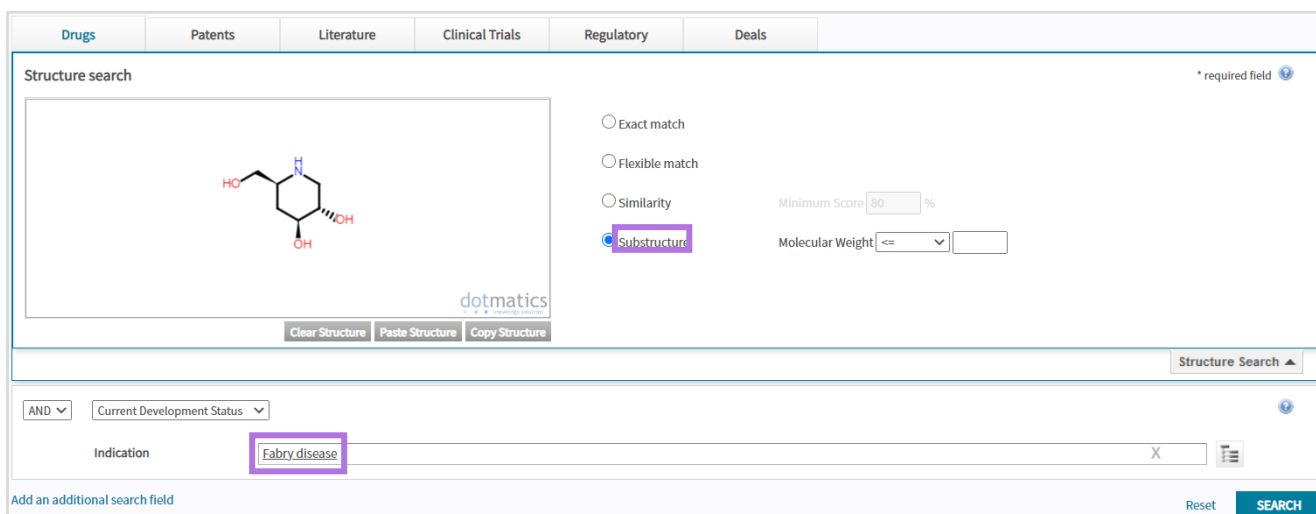 Drugs Patents Literature Clinical Trials Regulatory Deals
Structure search
* required field ?
Exact match
Flexible match
Similarity Minimum Score 80 %
Substructure Molecular Weight <=
H
N
HO
OH
OH
dotmatics
knowledge solutions
Clear Structure Paste Structure Copy Structure
Structure Search
AND Current Development Status ?
Indication Fabry disease X
Add an additional search field
Reset SEARCH